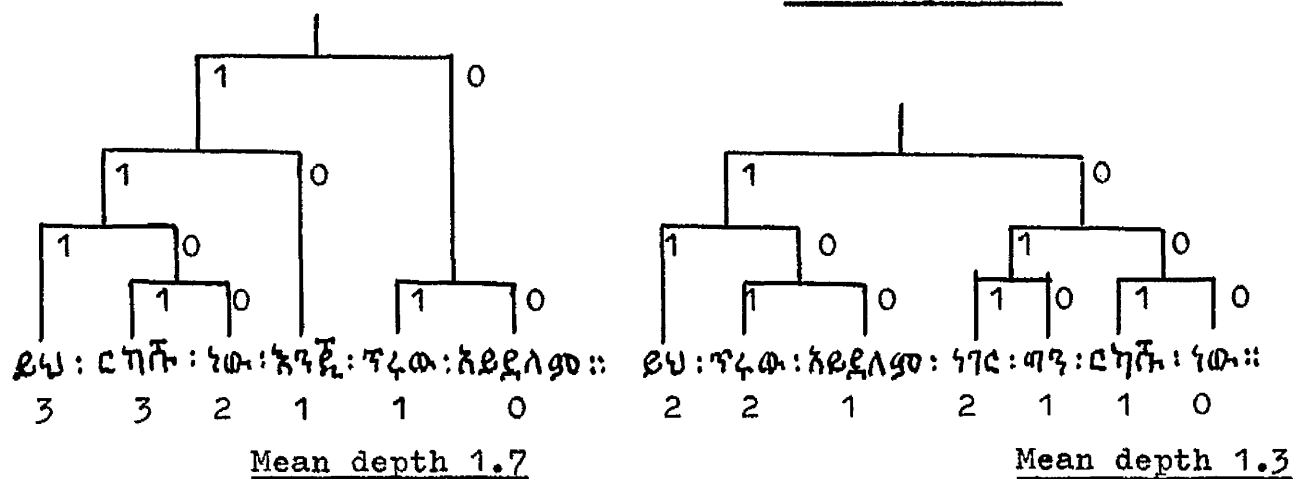 1 0
1 0
1 0
1 0 1 0
ይህ፡ርካሹ፡ነው፡እንጂ፡ጥሩው፡አይደለም።
3 3 2 1 1 0
Mean depth 1.7
1 0
1 0 1 0
1 0 1 0 1 0
ይህ፡ጥሩው፡አይደለም፡ነገር፡ግን፡ርካሹ፡ነው።
2 2 1 2 1 1 0
Mean depth 1.3